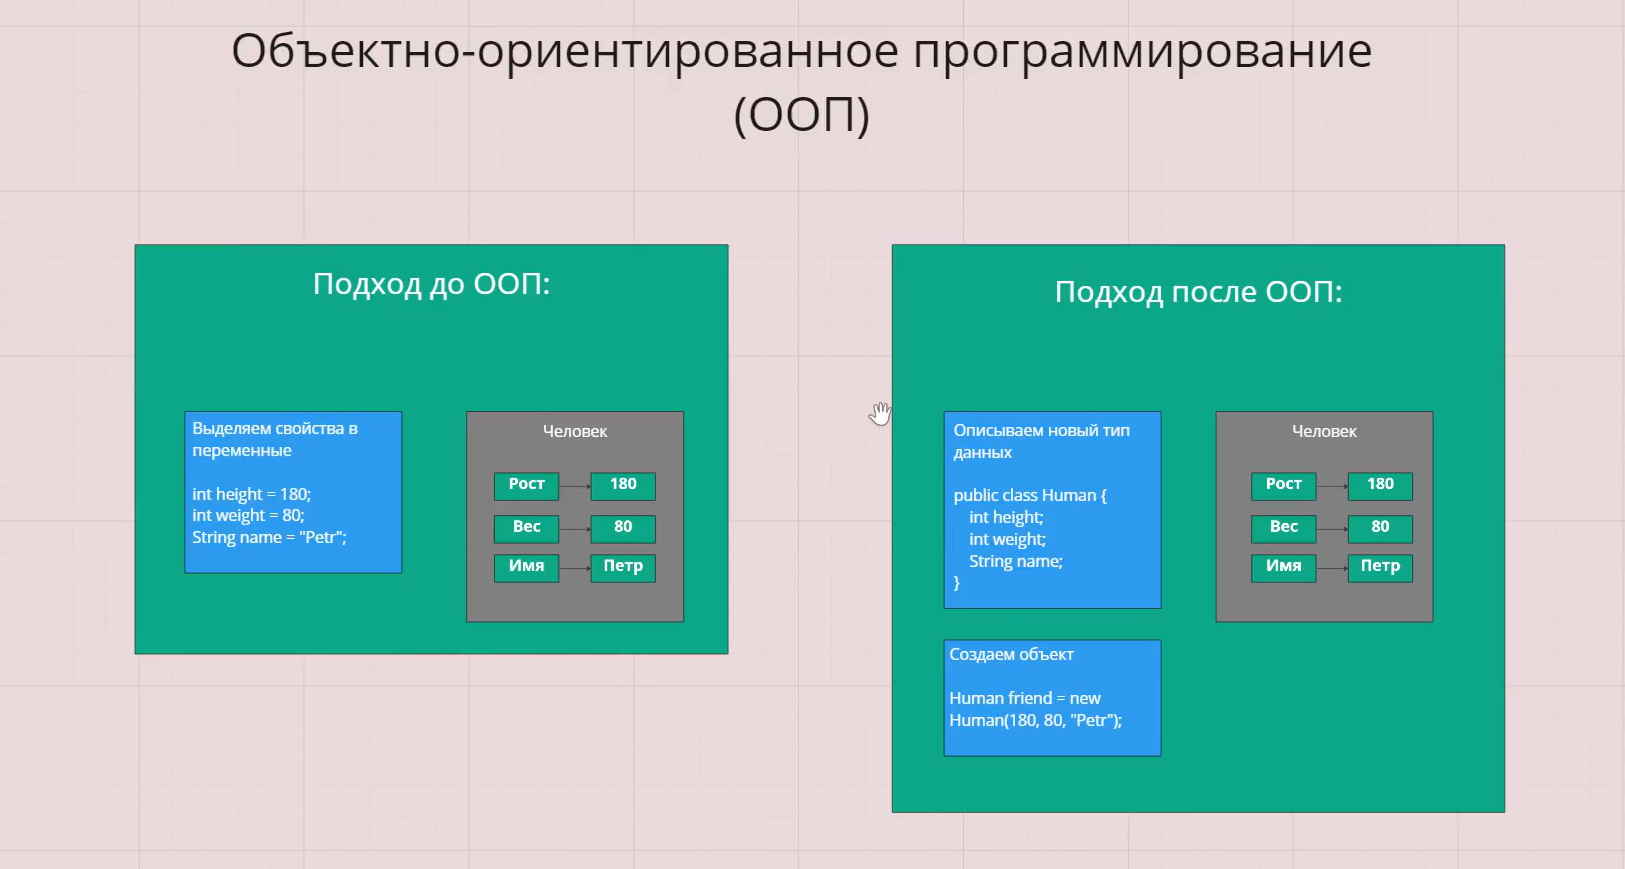 Объектно-ориентированное программирование
(ООП)
Подход до ООП:
Выделяем свойства в
переменные
int height = 180;
int weight = 80;
String name = "Petr";
Человек
Рост
180
Вес
80
Имя
Петр
Подход после ООП:
Описываем новый тип
данных
public class Human {
int height;
int weight;
String name;
}
Человек
Рост
180
Вес
80
Имя
Петр
Создаем объект
Human friend = new
Human(180, 80, "Petr");